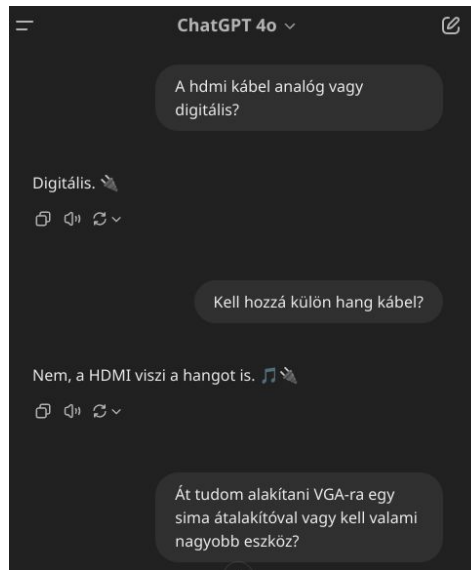 ChatGPT 4o
A hdmi kábel analóg vagy
digitális?
Digitális. 🔌
Kell hozzá külön hang kábel?
Nem, a HDMI viszi a hangot is. 🎵🔌
Át tudom alakítani VGA-ra egy
sima átalakítóval vagy kell valami
nagyobb eszköz?